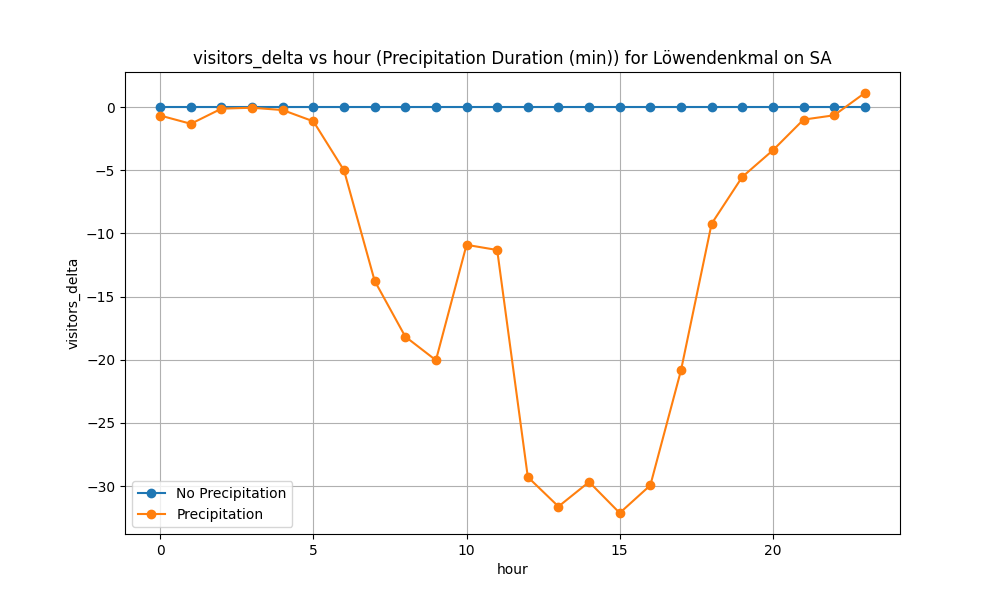 visitors_delta vs hour (Precipitation Duration (min)) for Löwendenkmal on SA
visitors_delta
0
−5
−10
−15
−20
−25
−30
No Precipitation
Precipitation
0 5 10 15 20
hour